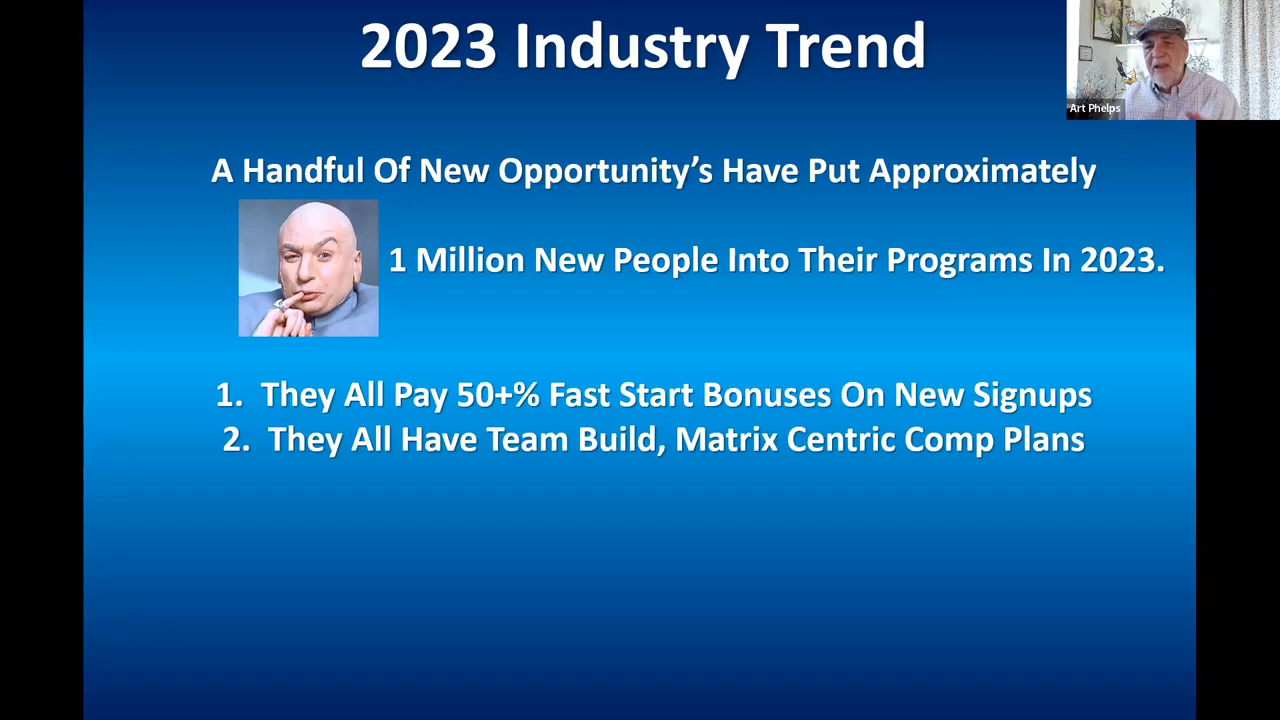 2023 Industry Trend
Art Phelps
A Handful Of New Opportunity’s Have Put Approximately
1 Million New People Into Their Programs In 2023.
1. They All Pay 50+% Fast Start Bonuses On New Signups
2. They All Have Team Build, Matrix Centric Comp Plans